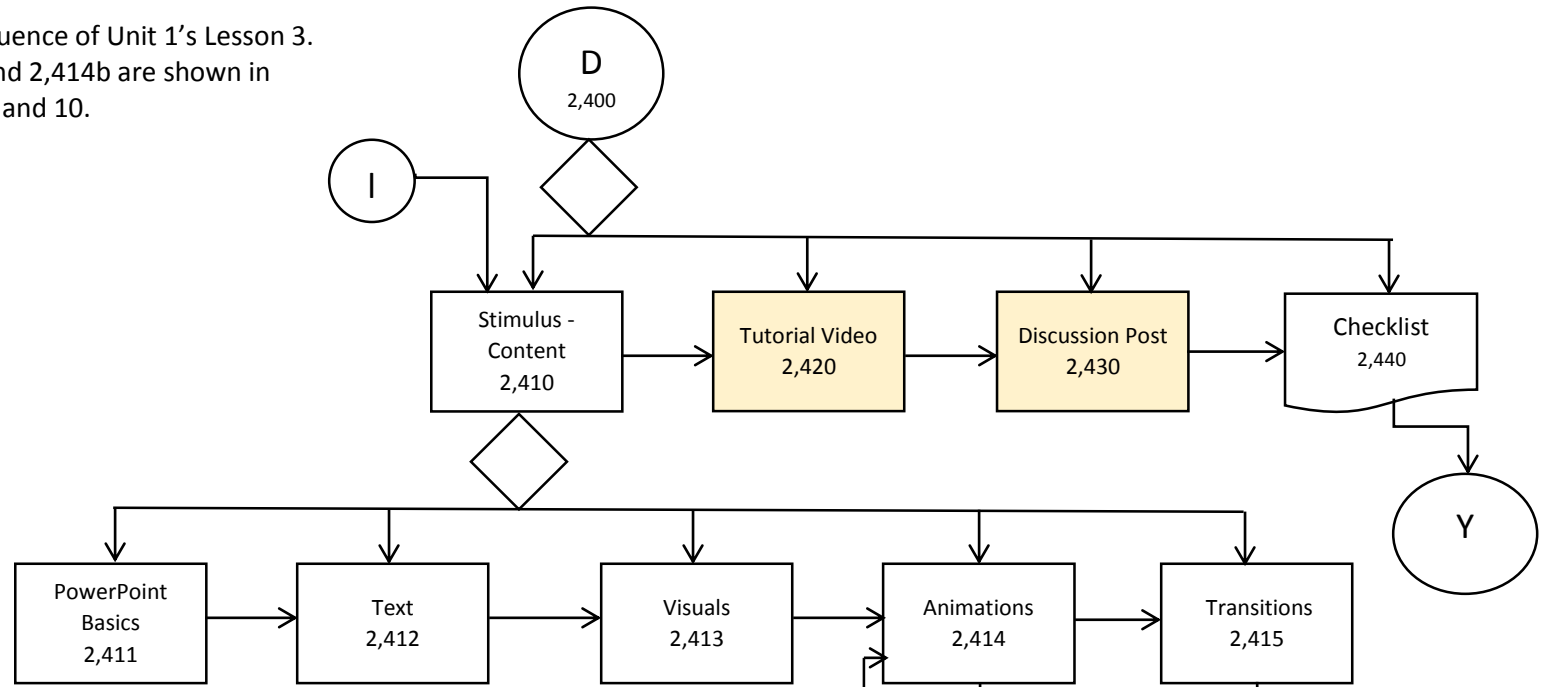 uence of Unit 1’s Lesson 3.
nd 2,414b are shown in
and 10.
D
2,400
I
Stimulus -
Content
2,410
Tutorial Video
2,420
Discussion Post
2,430
Checklist
2,440
Y
PowerPoint
Basics
2,411
Text
2,412
Visuals
2,413
Animations
2,414
Transitions
2,415